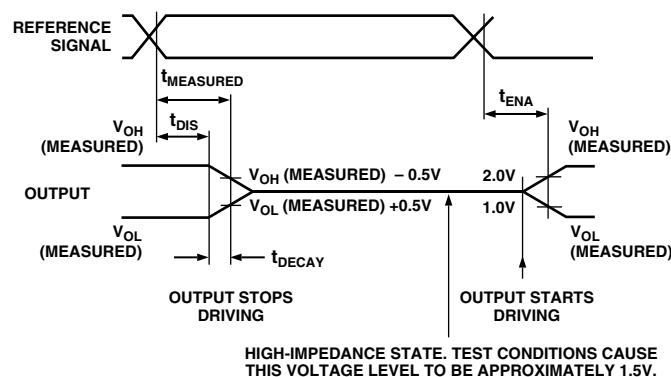 REFERENCE
SIGNAL
tMEASURED
tENA
tDIS
VOH
(MEASURED)
VOH
(MEASURED)
VOH (MEASURED) – 0.5V
2.0V
OUTPUT
VOL (MEASURED) +0.5V
1.0V
VOL
(MEASURED)
VOL
(MEASURED)
tDECAY
OUTPUT STOPS
DRIVING
OUTPUT STARTS
DRIVING
HIGH-IMPEDANCE STATE. TEST CONDITIONS CAUSE
THIS VOLTAGE LEVEL TO BE APPROXIMATELY 1.5V.